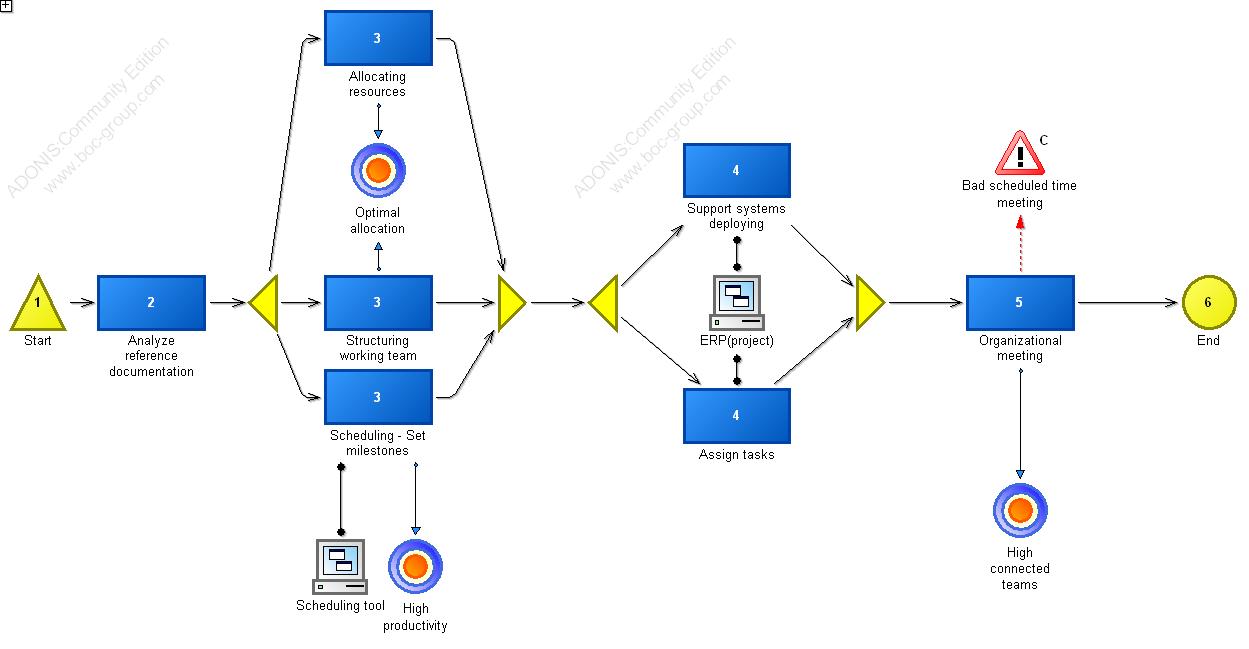 ADONIS:Community Edition
www.boc-group.com
ADONIS:Community Edition
www.boc-group.com
3
Allocating
resources
Optimal
allocation
1
Start
2
Analyze
reference
documentation
3
Structuring
working team
3
Scheduling - Set
milestones
Scheduling tool
High
productivity
4
Support systems
deploying
ERP(project)
4
Assign tasks
C
Bad scheduled time
meeting
5
Organizational
meeting
High
connected
teams
6
End